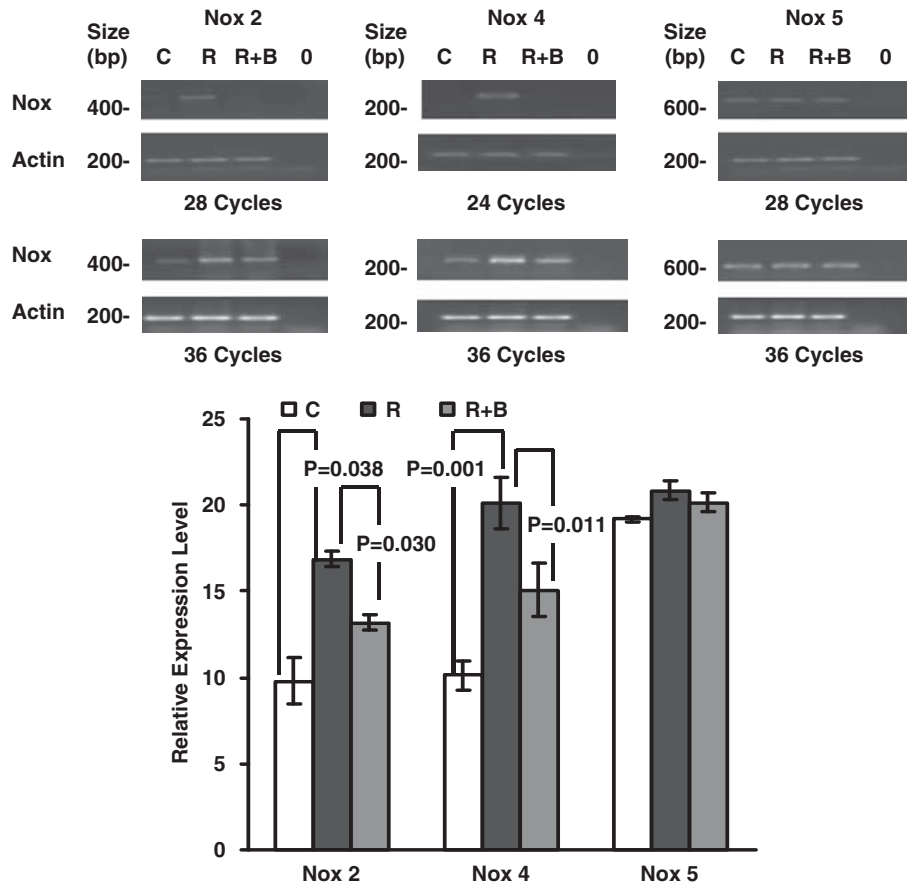 Nox 2 Nox 4 Nox 5
Size (bp) C R R+B 0 Size (bp) C R R+B 0 Size (bp) C R R+B 0
Nox 400- 200- 600-
Actin 200- 200- 200-
28 Cycles 24 Cycles 28 Cycles
Nox 400- 200- 600-
Actin 200- 200- 200-
36 Cycles 36 Cycles 36 Cycles
C R R+B
25
P=0.038 P=0.001
20
P=0.011
P=0.030
15
10
5
0
Relative Expression Level
Nox 2 Nox 4 Nox 5